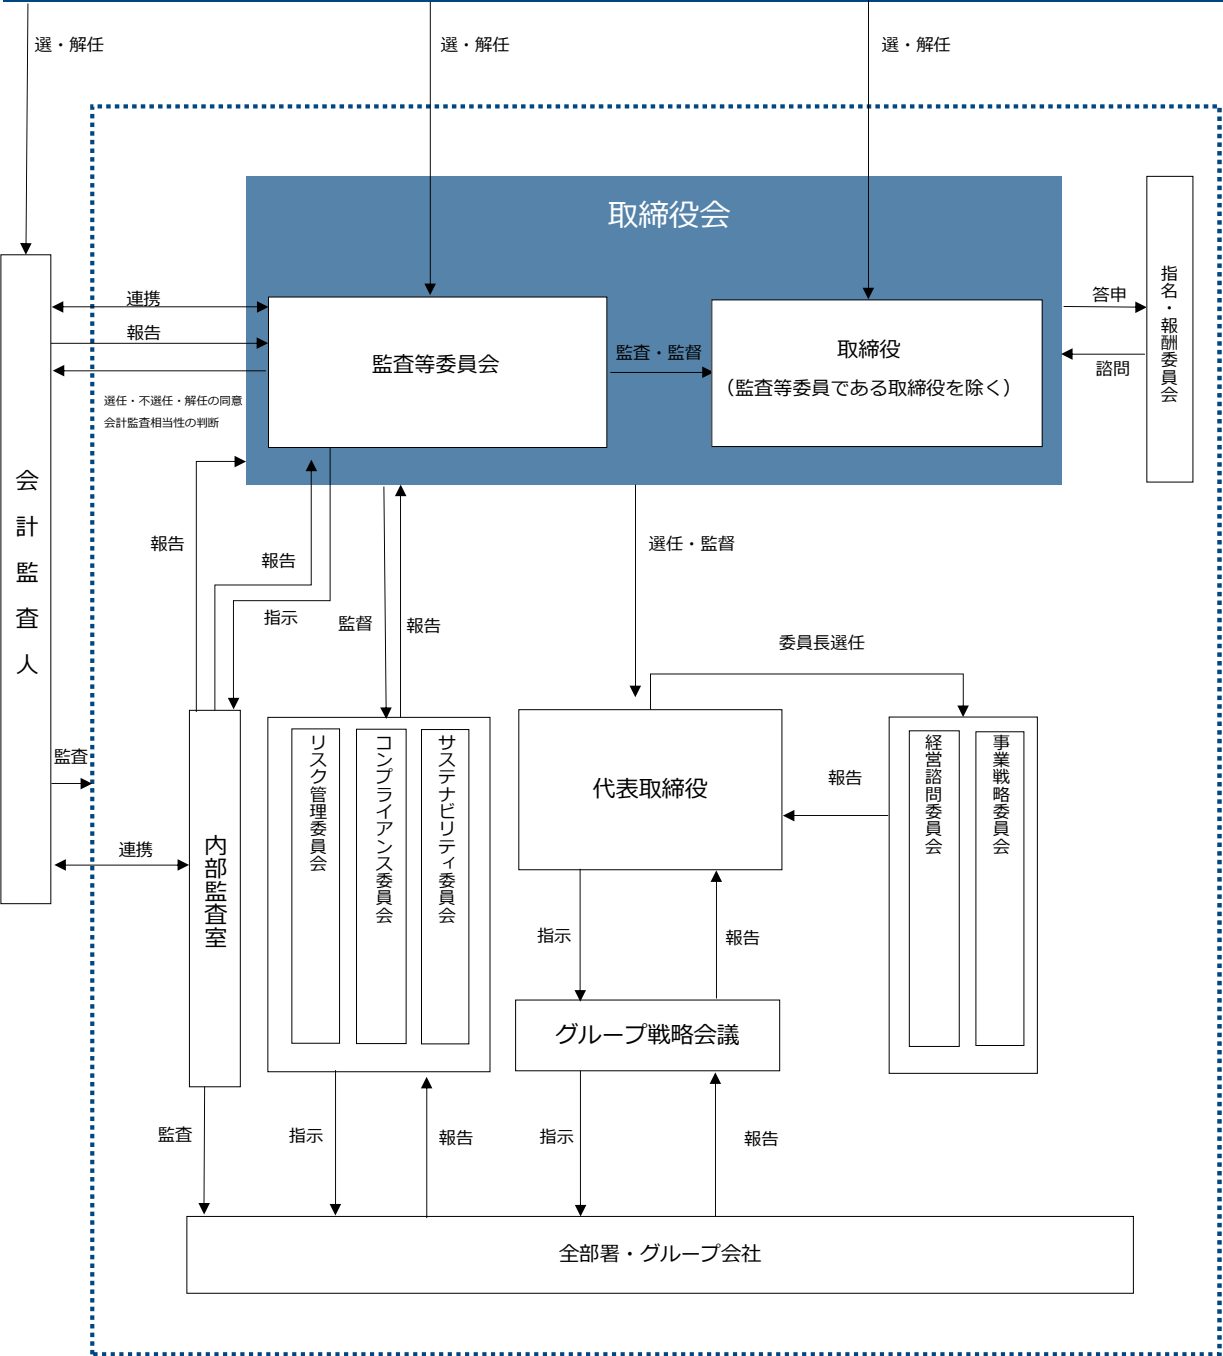 選・解任
選・解任
選・解任
取締役会
指名・報酬委員会
連携
報告
選任・不選任・解任の同意
会計監査相当性の判断
監査等委員会
監査・監督
取締役
（監査等委員である取締役を除く）
答申
諮問
会計監査人
報告
報告
指示
監督
報告
選任・監督
委員長選任
監査
連携
内部監査室
リスク管理委員会
コンプライアンス委員会
サステナビリティ委員会
代表取締役
報告
経営諮問委員会
事業戦略委員会
指示
報告
グループ戦略会議
監査
指示
報告
指示
報告
全部署・グループ会社